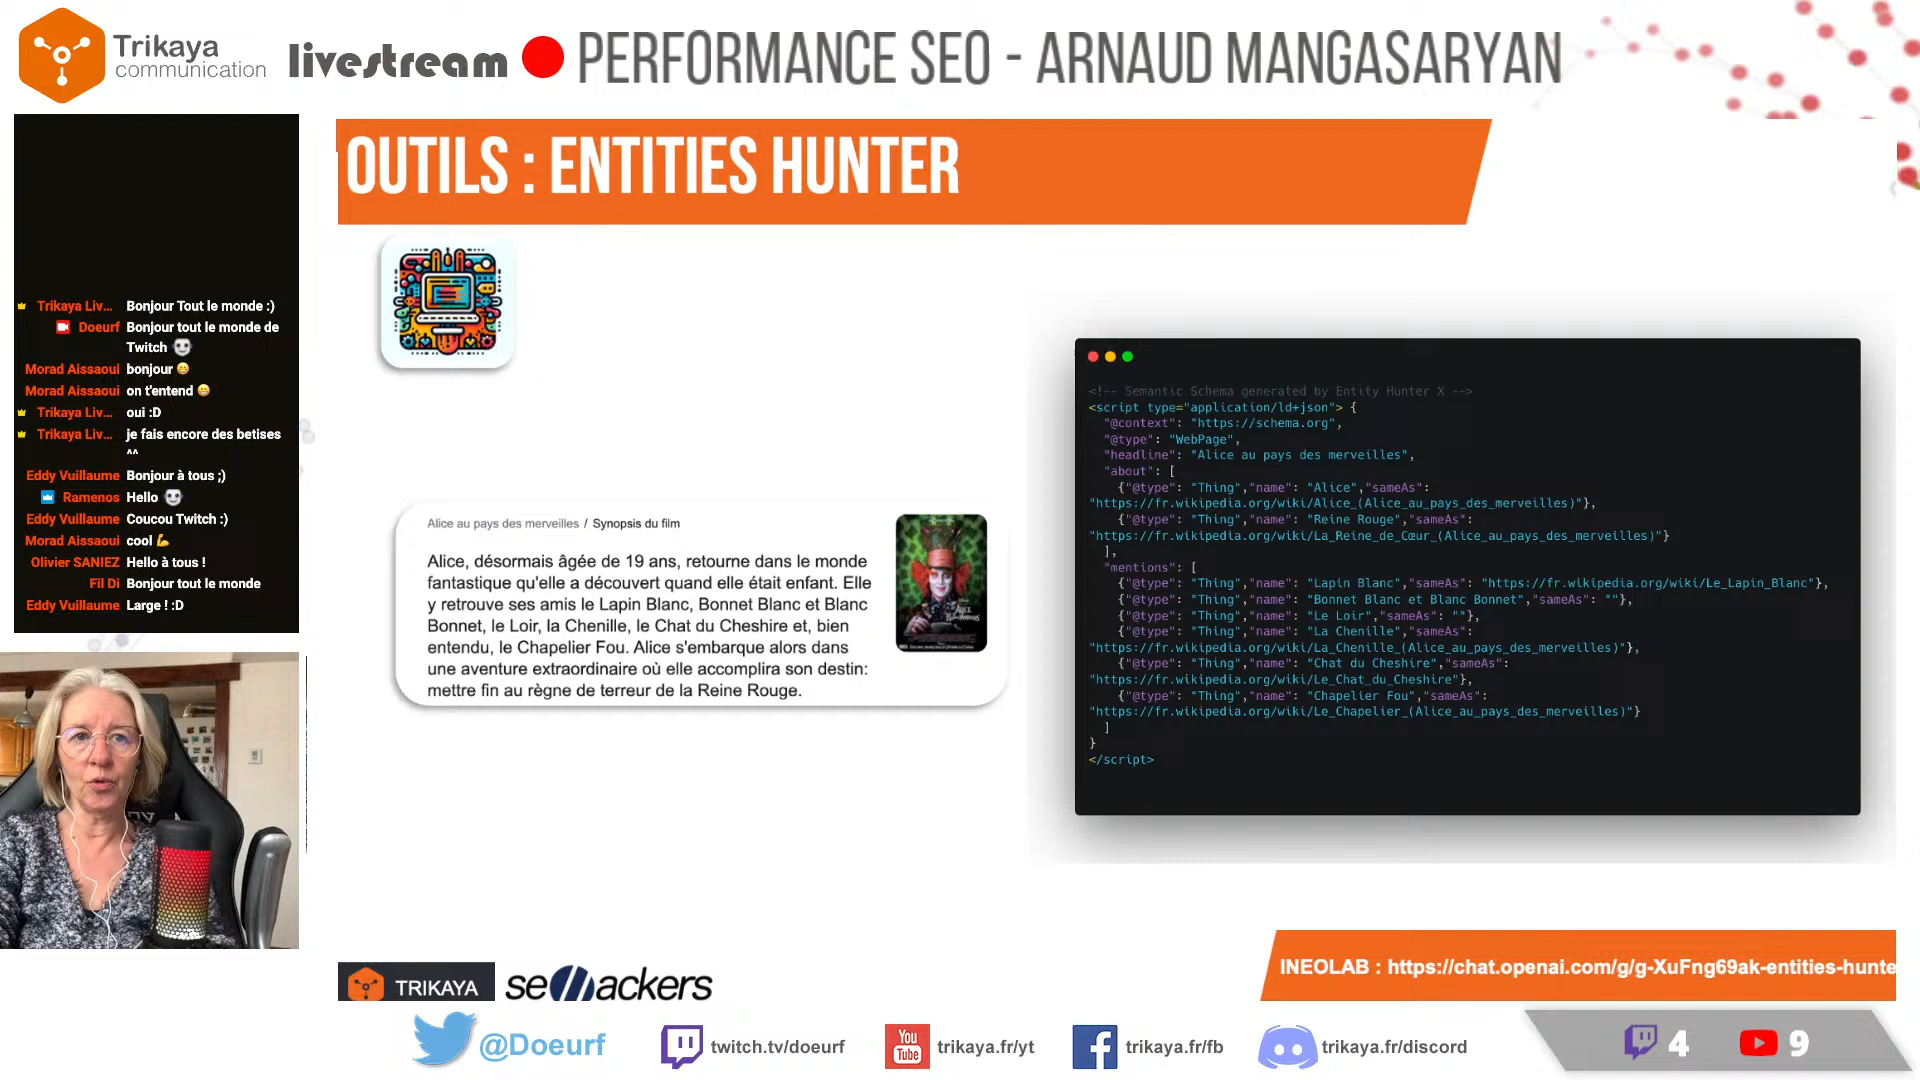 Trikaya
communication
livestream
PERFORMANCE SEO - ARNAUD MANGASARYAN
OUTILS : ENTITIES HUNTER
Trikaya Liv... Bonjour Tout le monde :)
Doeurf Bonjour tout le monde de
Twitch
Morad Aissaoui bonjour 😁
Morad Aissaoui on t'entend 😁
Trikaya Liv... oui :D
Trikaya Liv... je fais encore des betises
^^
Eddy Vuillaume Bonjour à tous ;)
Ramenos Hello
Eddy Vuillaume Coucou Twitch :)
Morad Aissaoui cool 💪
Olivier SANIEZ Hello à tous !
Fil Di Bonjour tout le monde
Eddy Vuillaume Large ! :D
Alice au pays des merveilles / Synopsis du film
Alice, désormais âgée de 19 ans, retourne dans le monde
fantastique qu'elle a découvert quand elle était enfant. Elle
y retrouve ses amis le Lapin Blanc, Bonnet Blanc et Blanc
Bonnet, le Loir, la Chenille, le Chat du Cheshire et, bien
entendu, le Chapelier Fou. Alice s'embarque alors dans
une aventure extraordinaire où elle accomplira son destin:
mettre fin au règne de terreur de la Reine Rouge.
ALICE
<!-- Semantic Schema generated by Entity Hunter X -->
<script type="application/ld+json"> {
"@context": "https://schema.org",
"@type": "WebPage",
"headline": "Alice au pays des merveilles",
"about": [
{"@type": "Thing","name": "Alice","sameAs":
"https://fr.wikipedia.org/wiki/Alice_(Alice_au_pays_des_merveilles)"},
{"@type": "Thing","name": "Reine Rouge","sameAs":
"https://fr.wikipedia.org/wiki/La_Reine_de_Cœur_(Alice_au_pays_des_merveilles)"}
],
"mentions": [
{"@type": "Thing","name": "Lapin Blanc","sameAs": "https://fr.wikipedia.org/wiki/Le_Lapin_Blanc"},
{"@type": "Thing","name": "Bonnet Blanc et Blanc Bonnet","sameAs": ""},
{"@type": "Thing","name": "Le Loir","sameAs": ""},
{"@type": "Thing","name": "La Chenille","sameAs":
"https://fr.wikipedia.org/wiki/La_Chenille_(Alice_au_pays_des_merveilles)"},
{"@type": "Thing","name": "Chat du Cheshire","sameAs":
"https://fr.wikipedia.org/wiki/Le_Chat_du_Cheshire"},
{"@type": "Thing","name": "Chapelier Fou","sameAs":
"https://fr.wikipedia.org/wiki/Le_Chapelier_(Alice_au_pays_des_merveilles)"}
]
}
</script>
INEOLAB : https://chat.openai.com/g/g-XuFng69ak-entities-hunte
TRIKAYA
seHackers
@Doeurf
twitch.tv/doeurf
You
Tube
trikaya.fr/yt
trikaya.fr/fb
trikaya.fr/discord
4
9